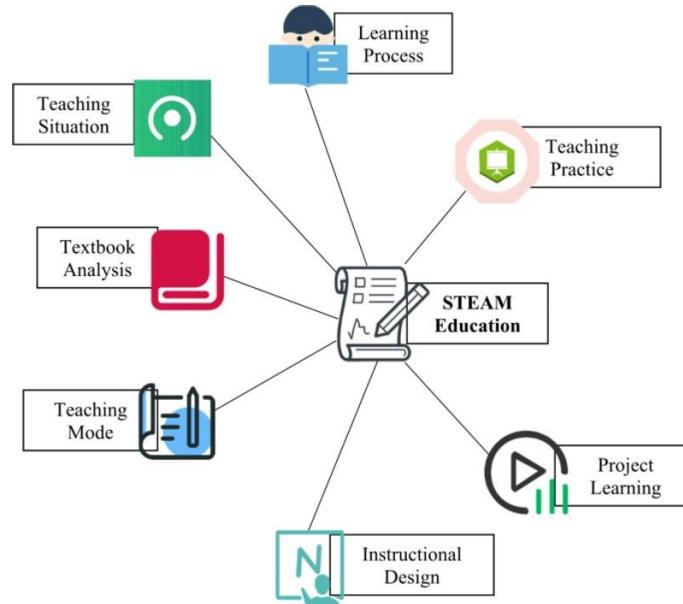 Learning
Process
Teaching
Situation
Teaching
Practice
Textbook
Analysis
STEAM
Education
Teaching
Mode
Project
Learning
N
Instructional
Design